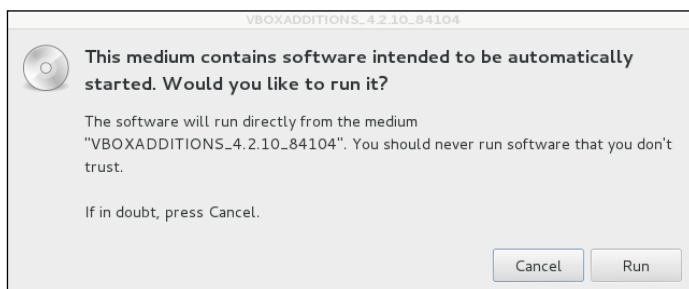 VBOXADDITIONS_4.2.10_84104
This medium contains software intended to be automatically
started. Would you like to run it?
The software will run directly from the medium
"VBOXADDITIONS_4.2.10_84104". You should never run software that you don't
trust.
If in doubt, press Cancel.
Cancel
Run